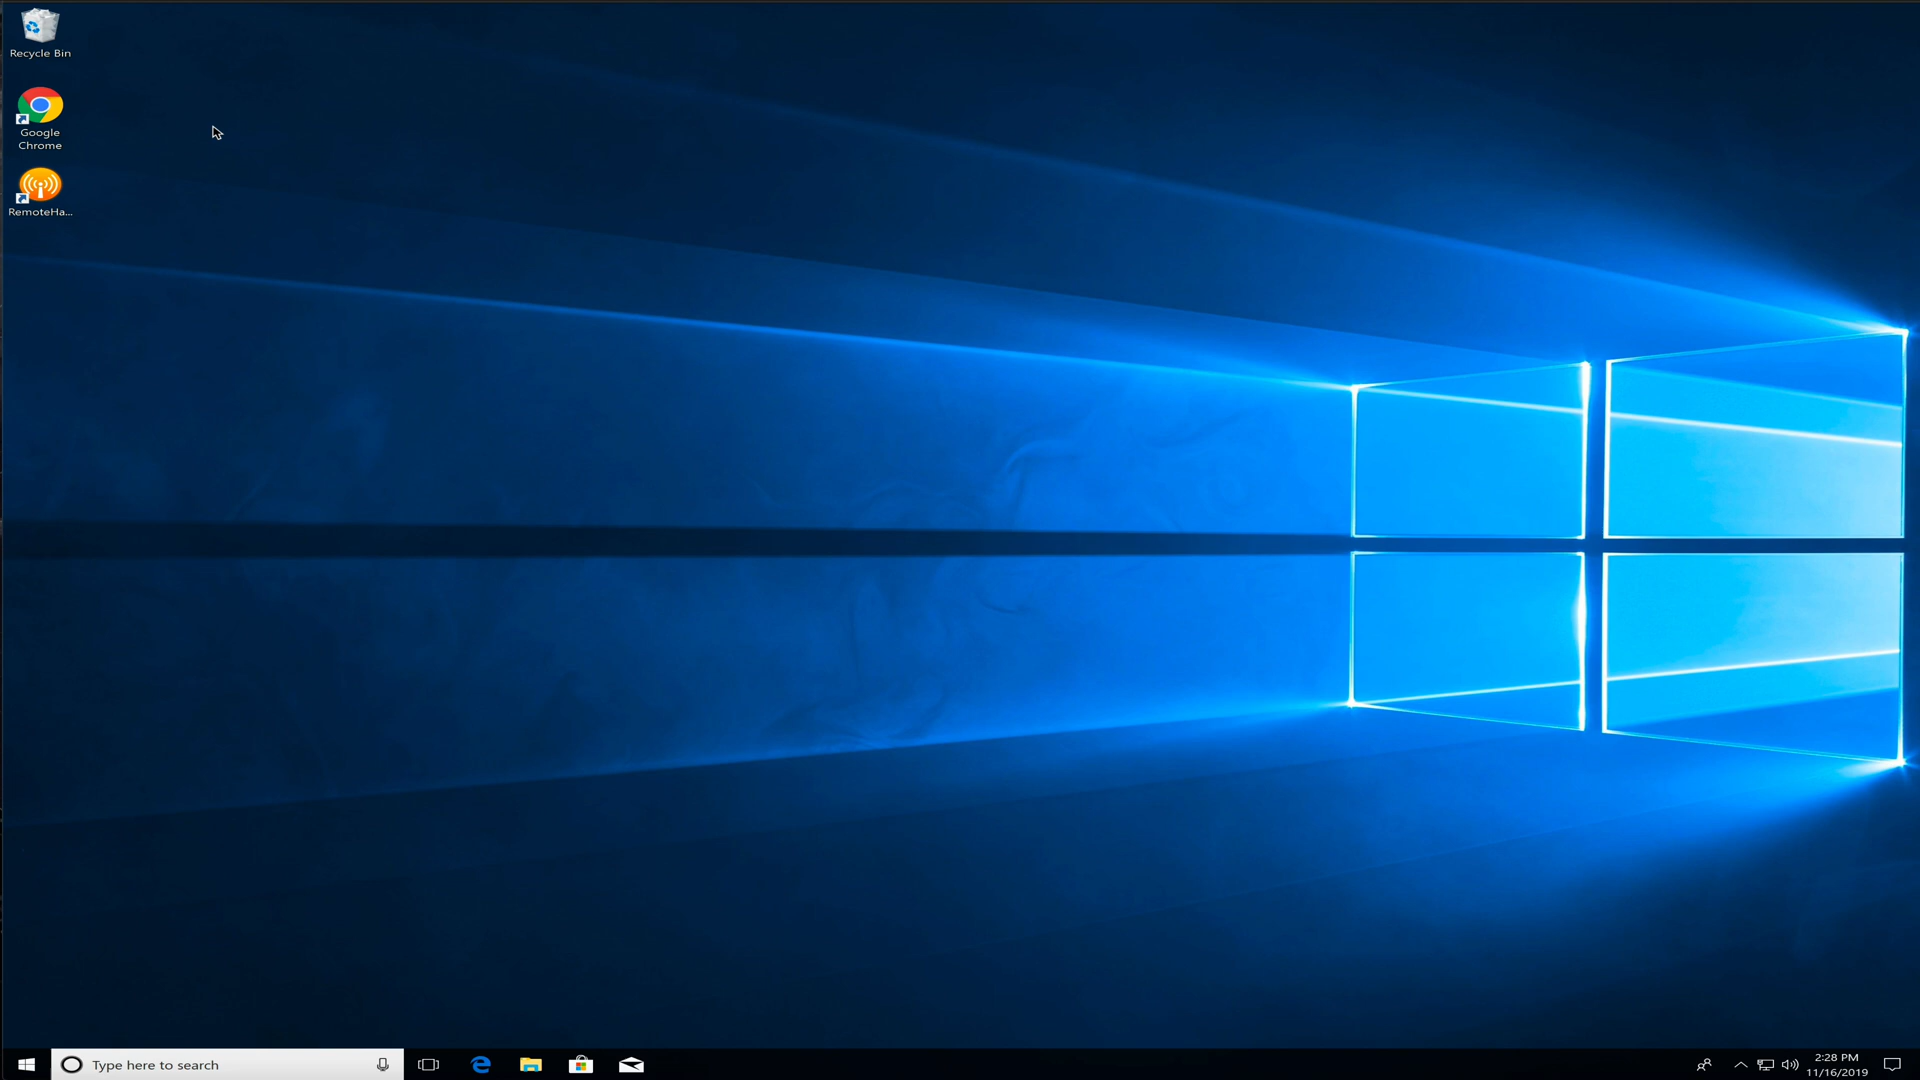 Recycle Bin
Google
Chrome
RemoteHa...
Type here to search
2:28 PM
11/16/2019